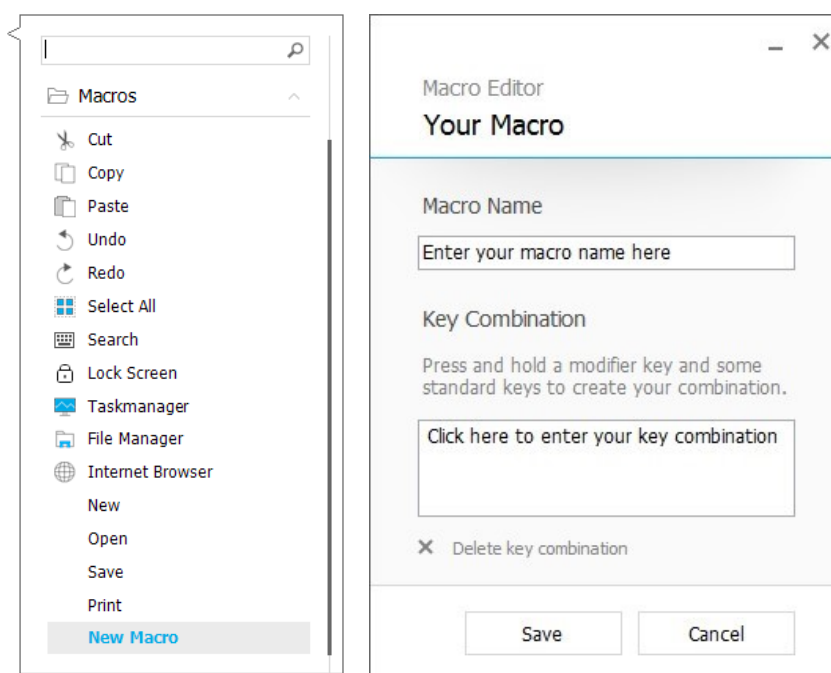 Macros
Cut
Copy
Paste
Undo
Redo
Select All
Search
Lock Screen
Taskmanager
File Manager
Internet Browser
New
Open
Save
Print
New Macro
Macro Editor
Your Macro
Macro Name
Enter your macro name here
Key Combination
Press and hold a modifier key and some
standard keys to create your combination.
Click here to enter your key combination
Delete key combination
Save
Cancel